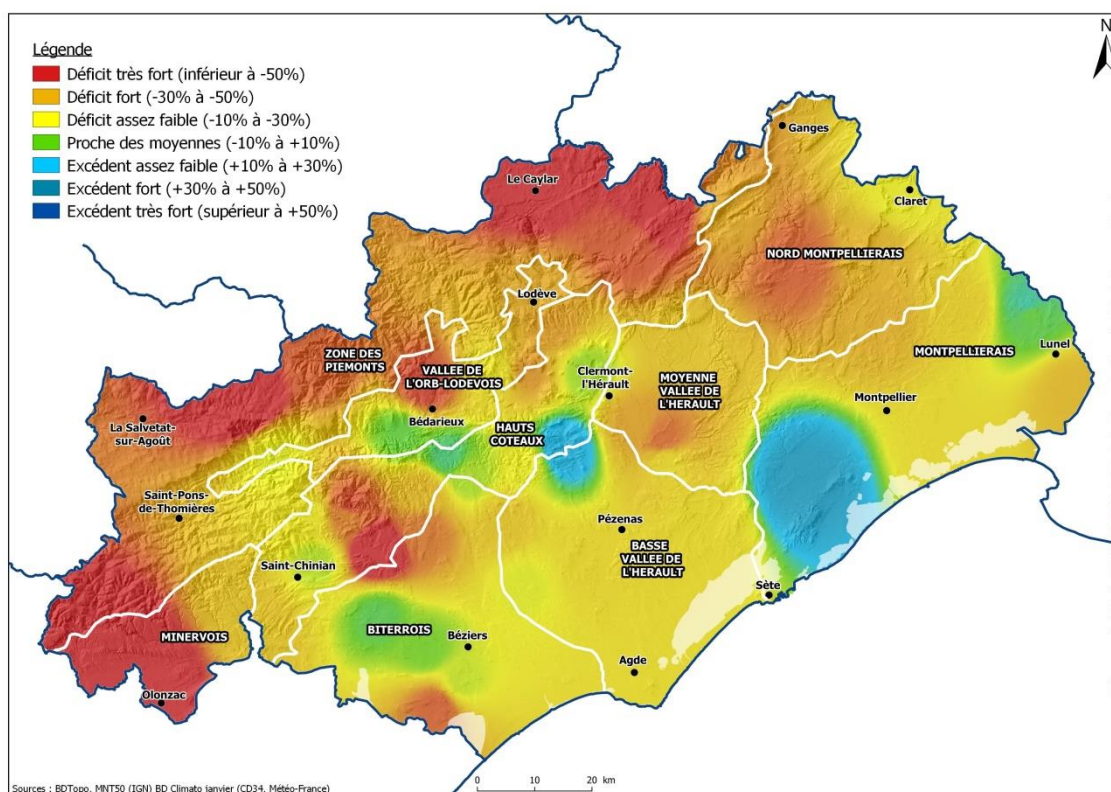 N
Légende
Déficit très fort (inférieur à -50%)
Déficit fort (-30% à -50%)
Déficit assez faible (-10% à -30%)
Proche des moyennes (-10% à +10%)
Excédent assez faible (+10% à +30%)
Excédent fort (+30% à +50%)
Excédent très fort (supérieur à +50%)
Ganges
Le Caylar
Claret
NORD MONTPELLIERAIS
Lodève
ZONE DES
PIEMONTS
VALLEE DE
L'ORB-LODEVOIS
Clermont-
l'Hérault
MOYENNE
VALLEE DE
L'HERAULT
MONTPELLIERAIS
Lunel
Montpellier
La Salvetat-
sur-Agoût
Bédarieux
HAUTS
COTEAUX
Saint-Pons-
de-Thomières
Pézenas
BASSE
VALLEE DE
L'HERAULT
Saint-Chinian
Sète
MINERVOIS
BITERROIS
Béziers
Agde
Olonzac
0 10 20 km
Sources : BDTopo, MNT50 (IGN) BD Climato janvier (CD34, Météo-France)